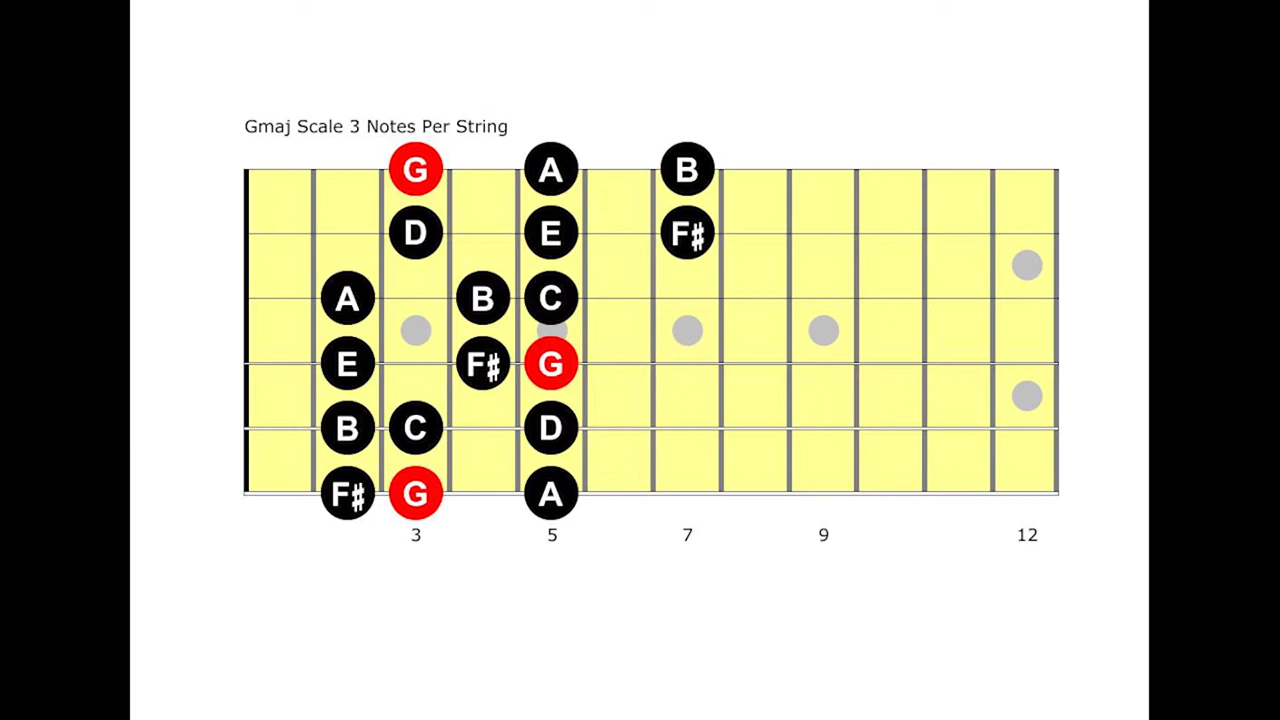 Gmaj Scale 3 Notes Per String
G A B
D E F♯
A B C
E F♯ G
B C D
F♯ G A
3 5 7 9 12